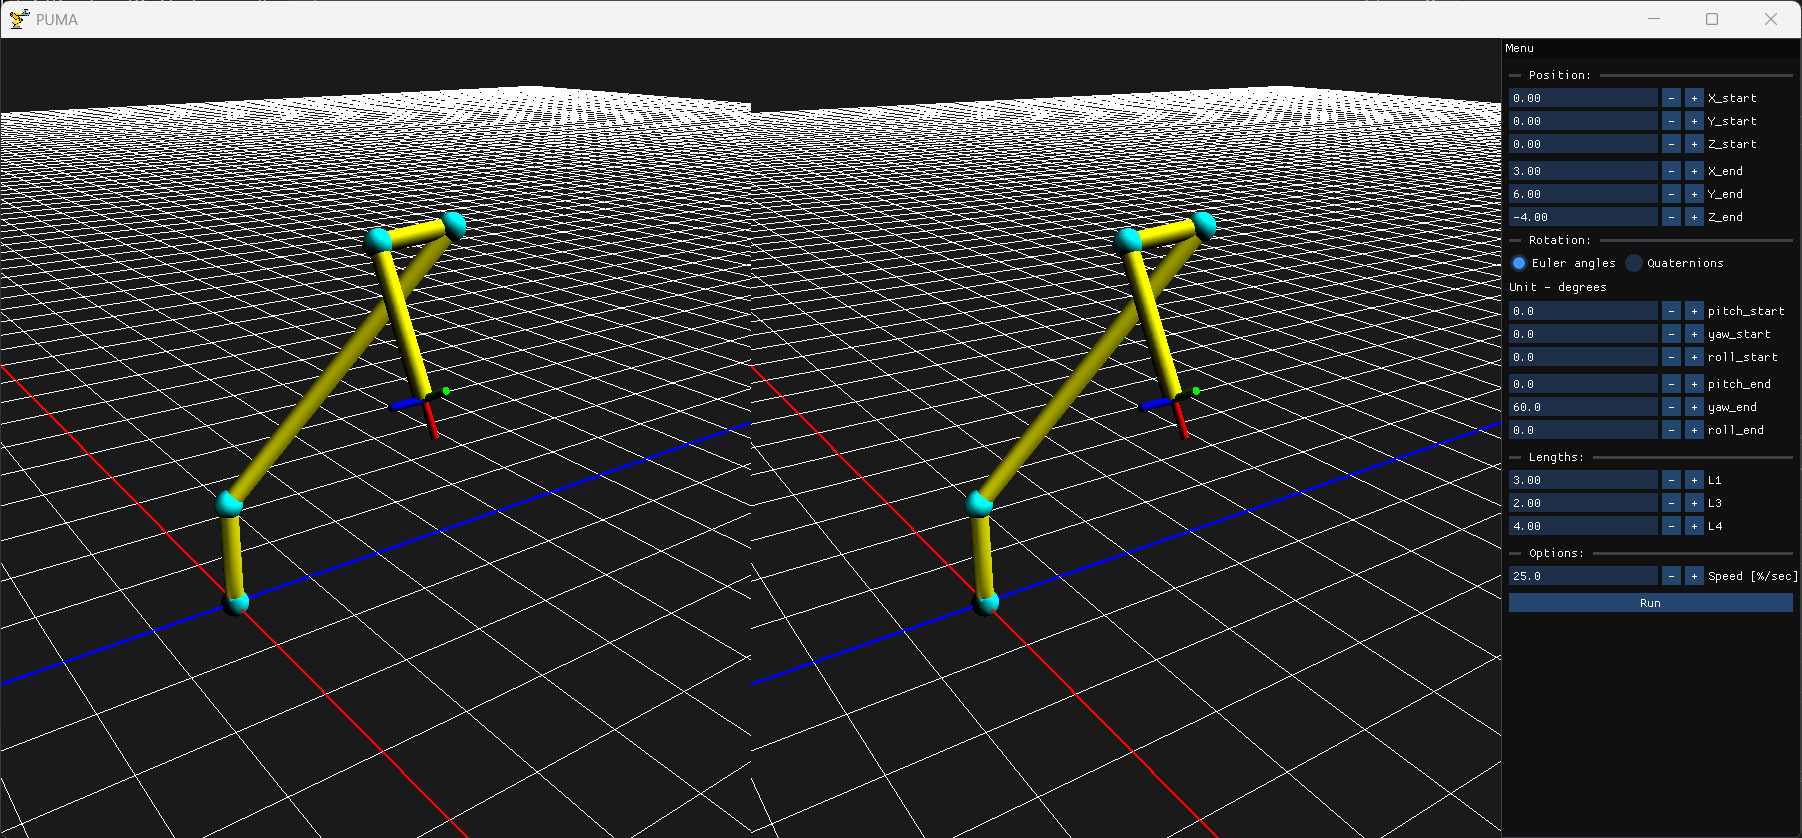 PUMA
Menu
Position:
0.00 - + X_start
0.00 - + Y_start
0.00 - + Z_start
3.00 - + X_end
6.00 - + Y_end
-4.00 - + Z_end
Rotation:
Euler angles Quaternions
Unit - degrees
0.0 - + pitch_start
0.0 - + yaw_start
0.0 - + roll_start
0.0 - + pitch_end
60.0 - + yaw_end
0.0 - + roll_end
Lengths:
3.00 - + L1
2.00 - + L3
4.00 - + L4
Options:
25.0 - + Speed [%/sec]
Run